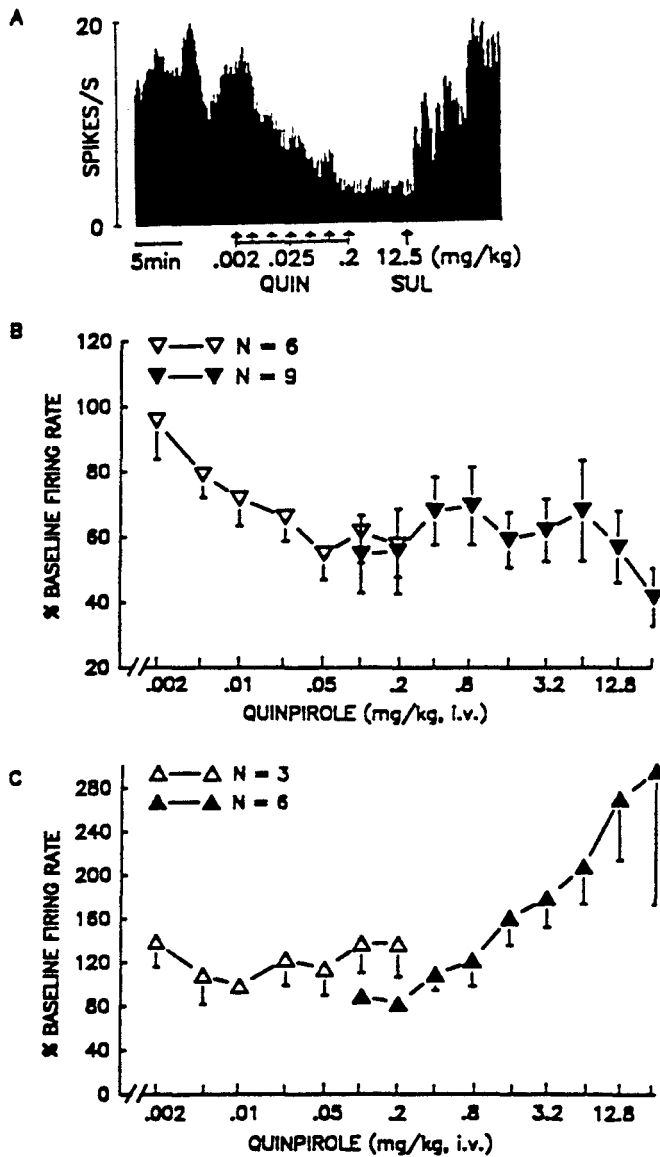 A
20
SPIKES/S
0
5min
.002 .025 .2 12.5 (mg/kg)
QUIN SUL
B
120
100
80
60
40
20
% BASELINE FIRING RATE
N = 6
N = 9
.002 .01 .05 .2 .8 3.2 12.8
QUINPIROLE (mg/kg, i.v.)
C
280
240
200
160
120
80
40
0
% BASELINE FIRING RATE
N = 3
N = 6
.002 .01 .05 .2 .8 3.2 12.8
QUINPIROLE (mg/kg, i.v.)